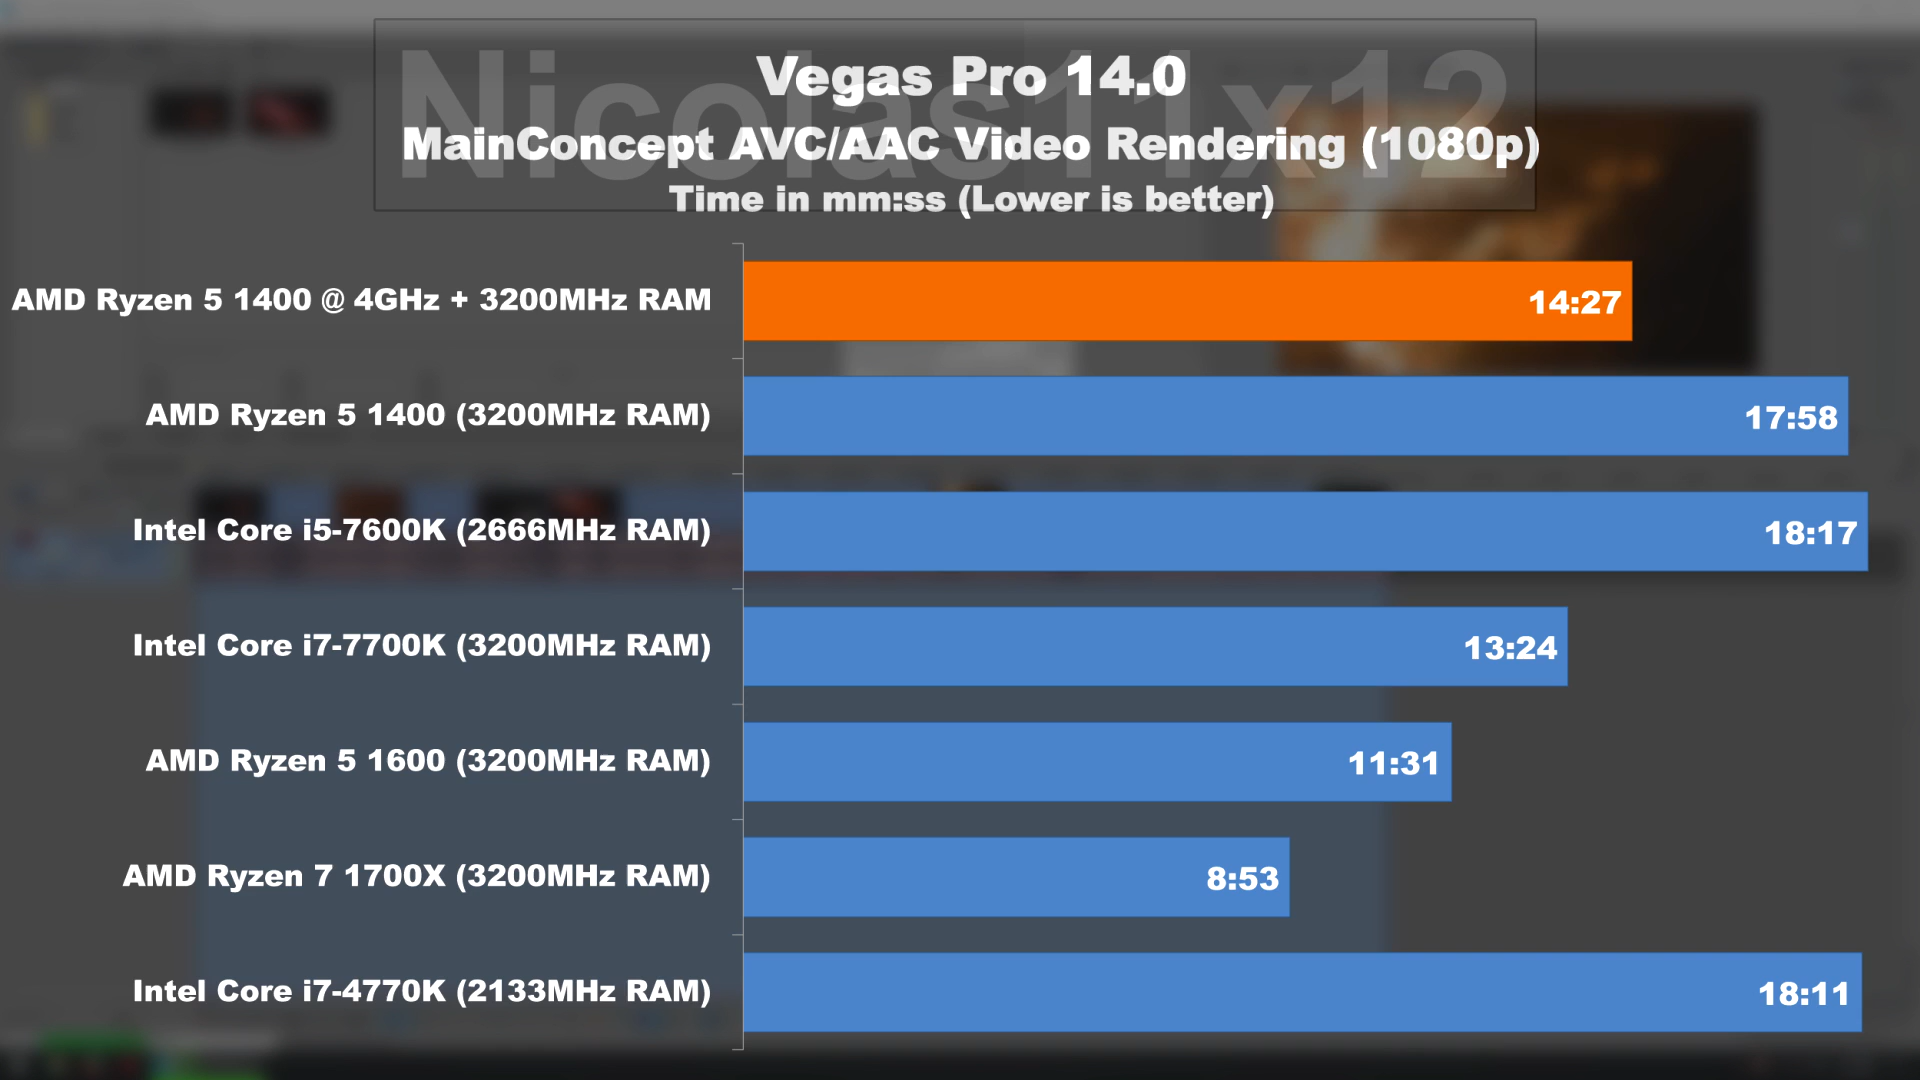 Nicolas11x12
Vegas Pro 14.0
MainConcept AVC/AAC Video Rendering (1080p)
Time in mm:ss (Lower is better)
AMD Ryzen 5 1400 @ 4GHz + 3200MHz RAM 14:27
AMD Ryzen 5 1400 (3200MHz RAM) 17:58
Intel Core i5-7600K (2666MHz RAM) 18:17
Intel Core i7-7700K (3200MHz RAM) 13:24
AMD Ryzen 5 1600 (3200MHz RAM) 11:31
AMD Ryzen 7 1700X (3200MHz RAM) 8:53
Intel Core i7-4770K (2133MHz RAM) 18:11